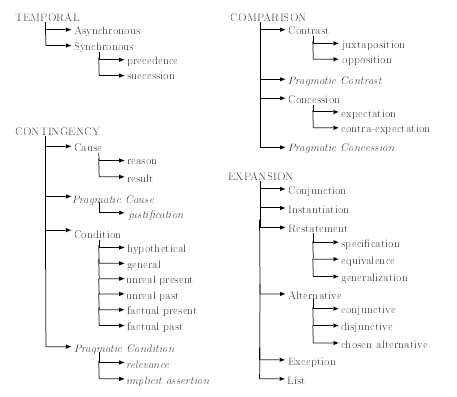 TEMPORAL
Asynchronous
Synchronous
precedence
succession
CONTINGENCY
Cause
reason
result
Pragmatic Cause
justification
Condition
hypothetical
general
unreal present
unreal past
factual present
factual past
Pragmatic Condition
relevance
implicit assertion
COMPARISON
Contrast
juxtaposition
opposition
Pragmatic Contrast
Concession
expectation
contra-expectation
Pragmatic Concession
EXPANSION
Conjunction
Instantiation
Restatement
specification
equivalence
generalization
Alternative
conjunctive
disjunctive
chosen alternative
Exception
List